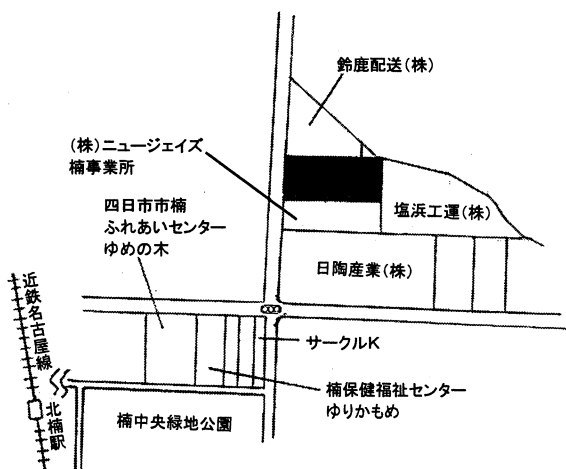 鈴鹿配送(株)
(株)ニュージェイズ
楠事業所
四日市市楠
ふれあいセンター
ゆめの木
塩浜工運(株)
日陶産業(株)
近鉄名古屋線
サークルK
楠保健福祉センター
ゆりかもめ
北楠駅
楠中央緑地公園